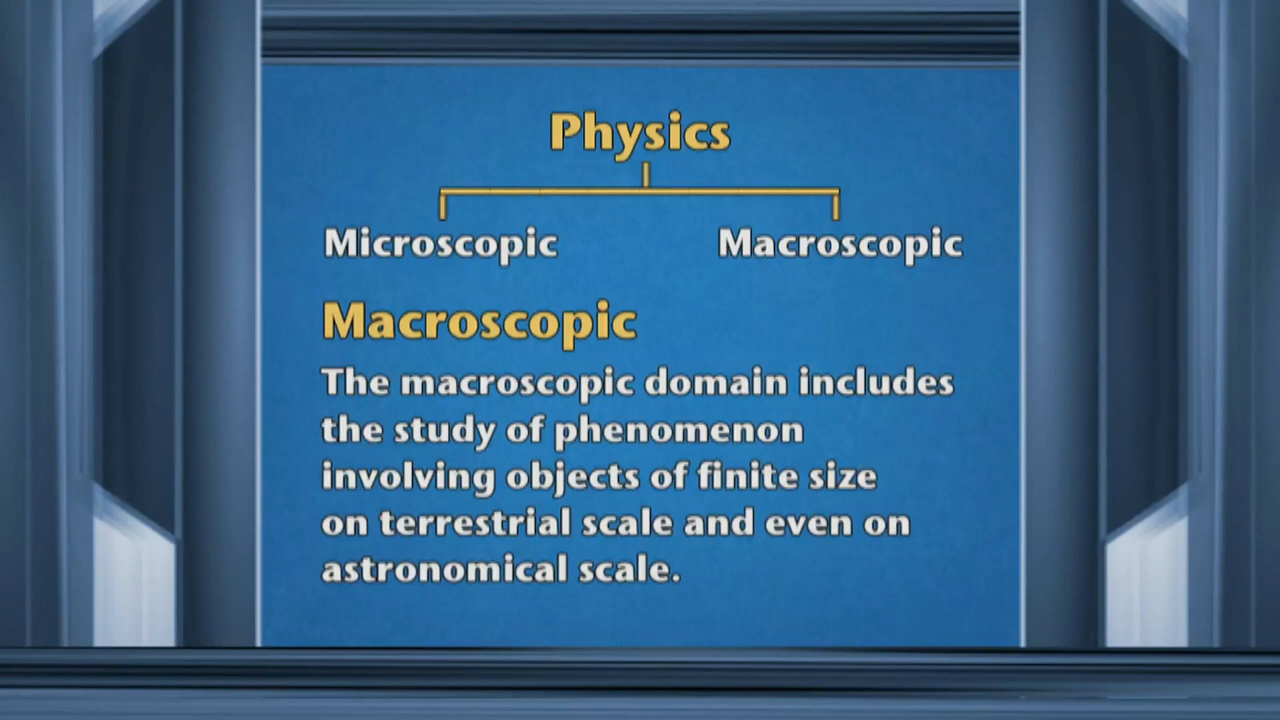 Physics
Microscopic Macroscopic
Macroscopic
The macroscopic domain includes
the study of phenomenon
involving objects of finite size
on terrestrial scale and even on
astronomical scale.